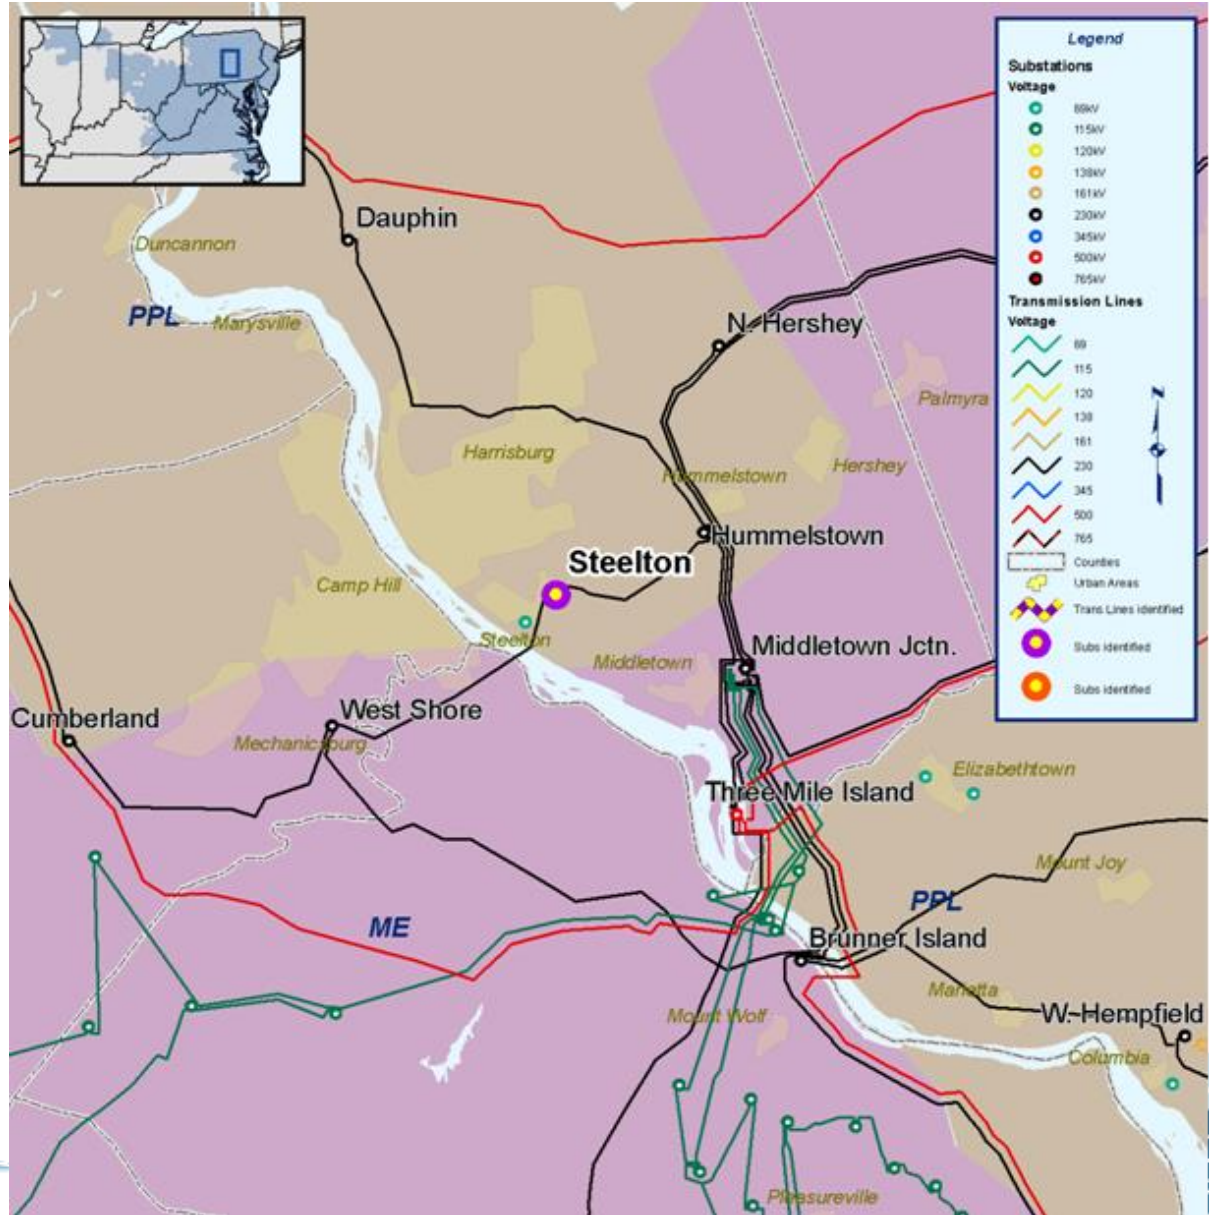 Legend
Substations
Voltage
69kV
115kV
120kV
138kV
161kV
230kV
345kV
500kV
765kV
Transmission Lines
Voltage
69
115
120
138
161
230
345
500
765
Counties
Urban Areas
Trans Lines identified
Subs identified
Subs identified
N
Dauphin
Duncannon
PPL
Marysville
N. Hershey
Palmyra
Harrisburg
Hershey
Hummelstown
Hummelstown
Steelton
Camp Hill
Steelton
Middletown
Middletown Jctn.
West Shore
Cumberland
Mechanicsburg
Elizabethtown
Three Mile Island
Mount Joy
PPL
ME
Brunner Island
Marietta
Mount Wolf
W. Hempfield
Columbia
Pleasureville